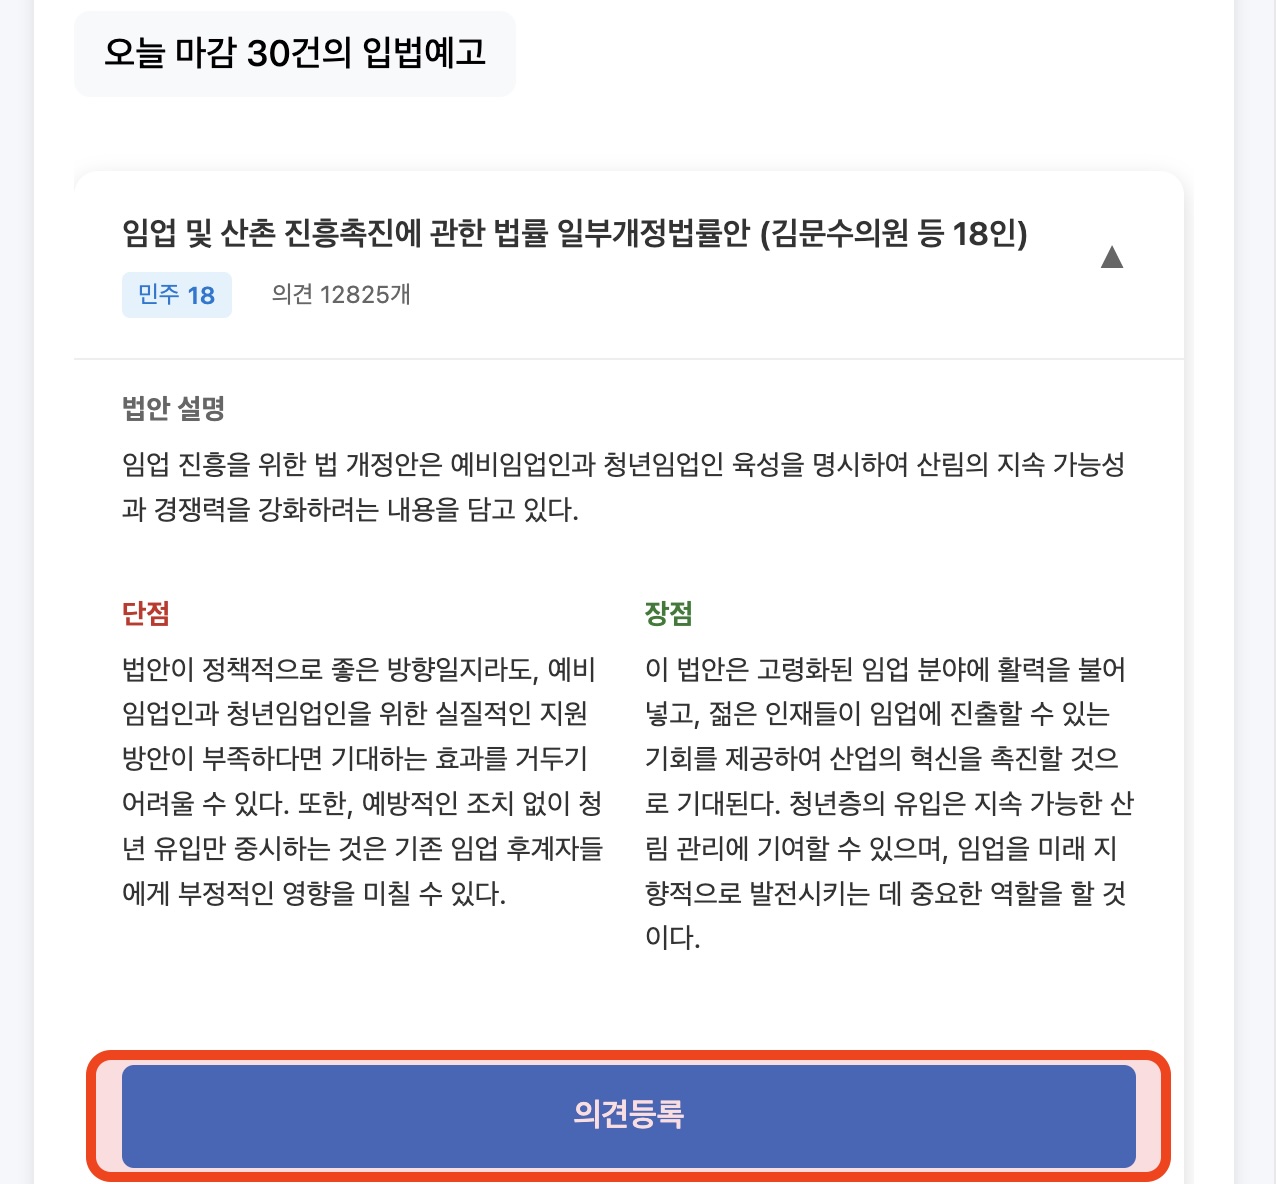 오늘 마감 30건의 입법예고
임업 및 산촌 진흥촉진에 관한 법률 일부개정법률안 (김문수의원 등 18인)
▲
민주 18 의견 12825개
법안 설명
임업 진흥을 위한 법 개정안은 예비임업인과 청년임업인 육성을 명시하여 산림의 지속 가능성
과 경쟁력을 강화하려는 내용을 담고 있다.
단점
법안이 정책적으로 좋은 방향일지라도, 예비
임업인과 청년임업인을 위한 실질적인 지원
방안이 부족하다면 기대하는 효과를 거두기
어려울 수 있다. 또한, 예방적인 조치 없이 청
년 유입만 중시하는 것은 기존 임업 후계자들
에게 부정적인 영향을 미칠 수 있다.
장점
이 법안은 고령화된 임업 분야에 활력을 불어
넣고, 젊은 인재들이 임업에 진출할 수 있는
기회를 제공하여 산업의 혁신을 촉진할 것으
로 기대된다. 청년층의 유입은 지속 가능한 산
림 관리에 기여할 수 있으며, 임업을 미래 지
향적으로 발전시키는 데 중요한 역할을 할 것
이다.
의견등록